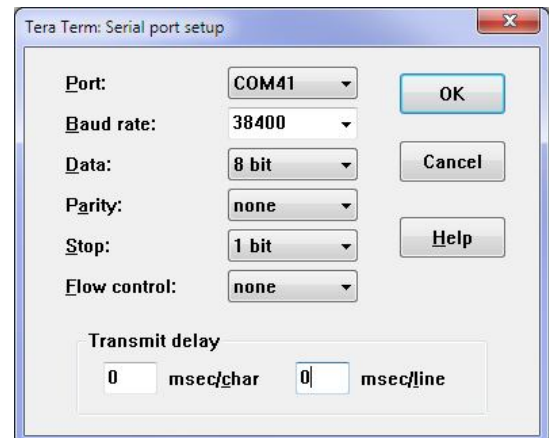 Tera Term: Serial port setup
Port: COM41
OK
Baud rate: 38400
Data: 8 bit
Cancel
Parity: none
Stop: 1 bit
Help
Flow control: none
Transmit delay
0 msec/char 0 msec/line